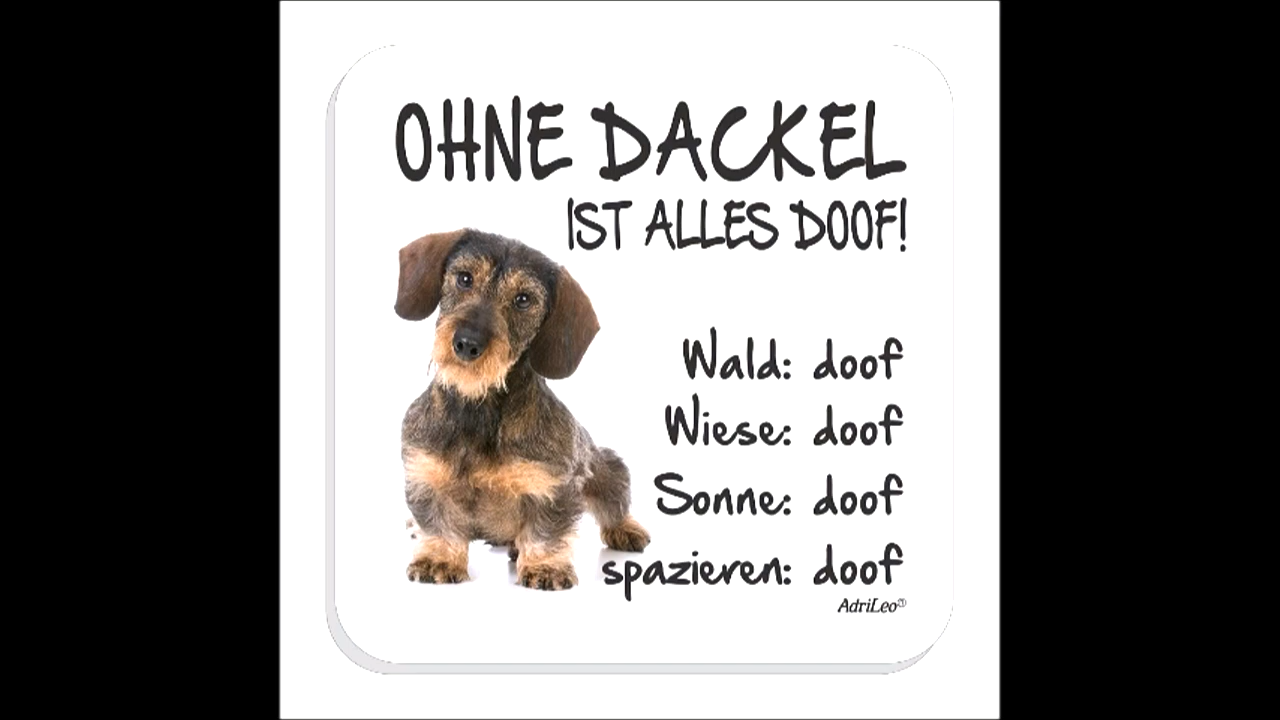 OHNE DACKEL
IST ALLES DOOF!
Wald: doof
Wiese: doof
Sonne: doof
spazieren: doof
AdriLeo®